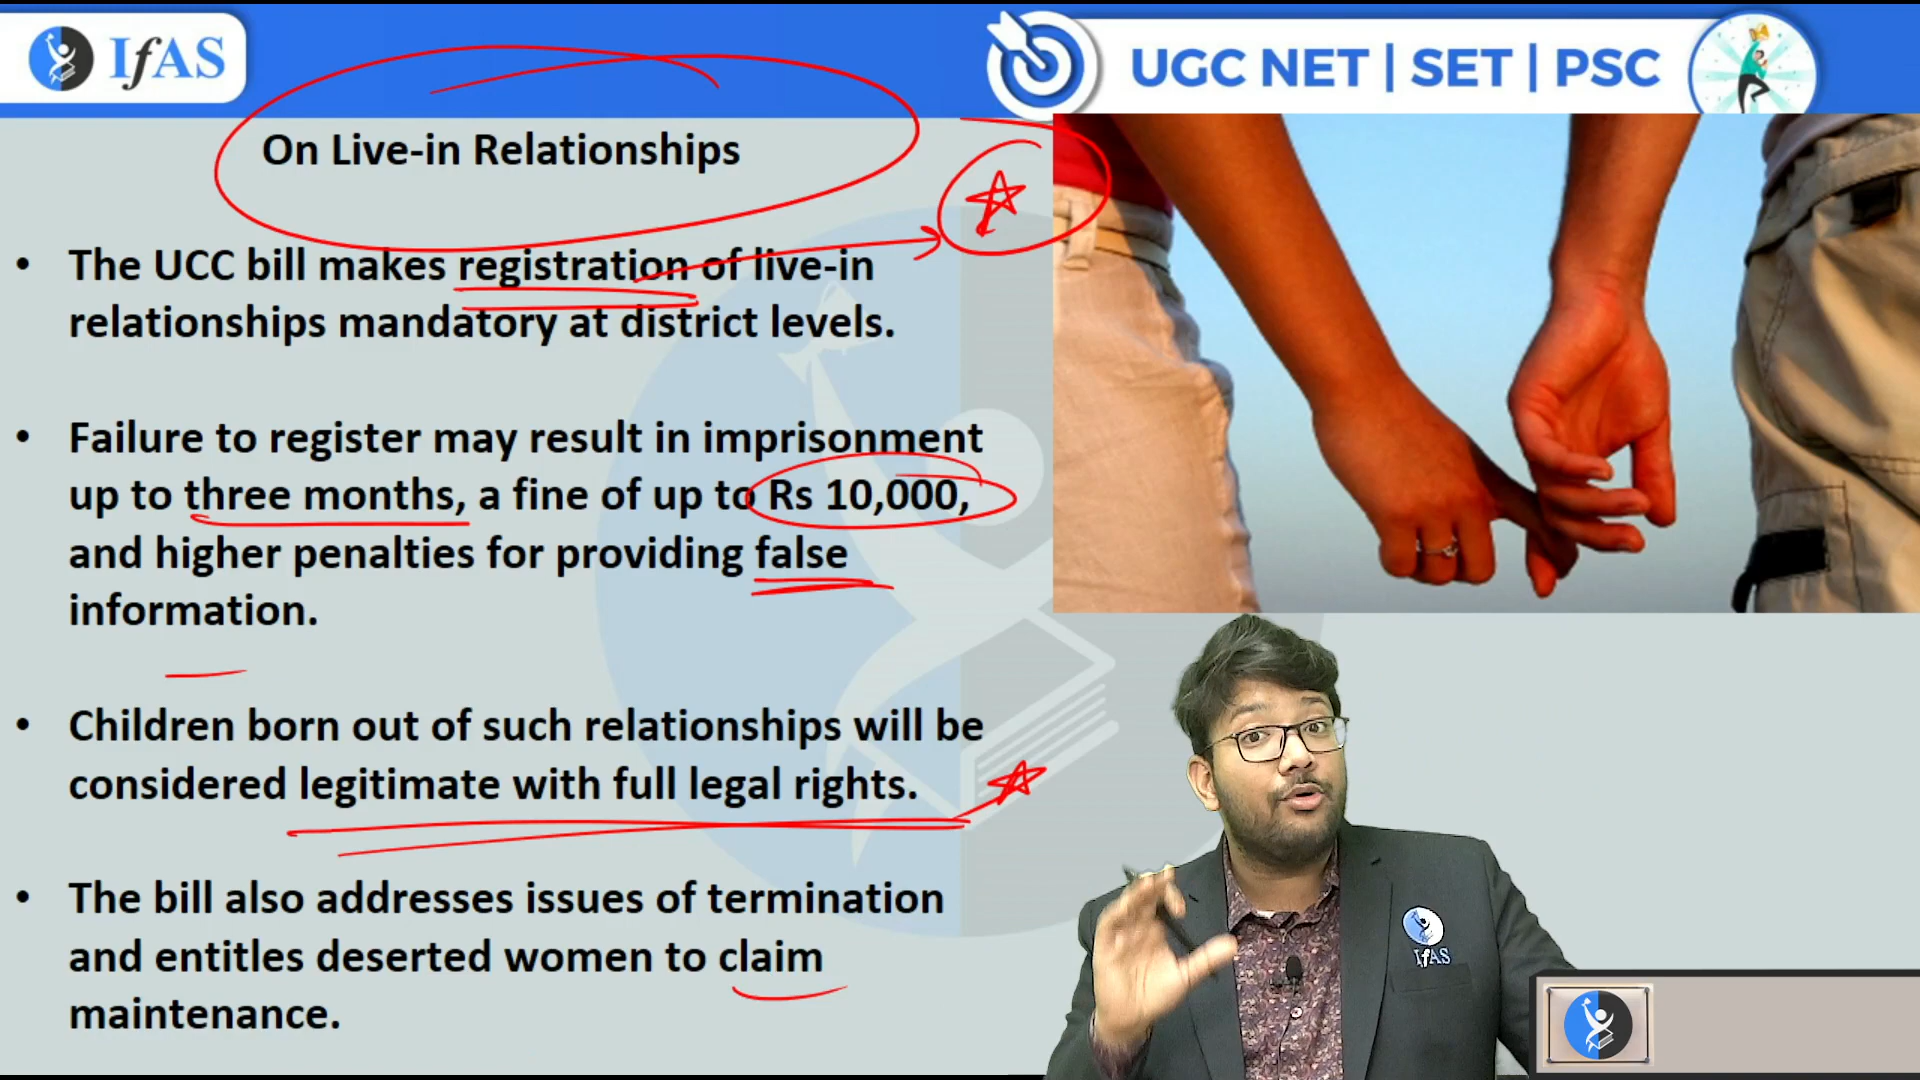 IfAS
UGC NET | SET | PSC
On Live-in Relationships
• The UCC bill makes registration of live-in
relationships mandatory at district levels.
• Failure to register may result in imprisonment
up to three months, a fine of up to Rs 10,000,
and higher penalties for providing false
information.
• Children born out of such relationships will be
considered legitimate with full legal rights.
• The bill also addresses issues of termination
and entitles deserted women to claim
maintenance.
IfAS